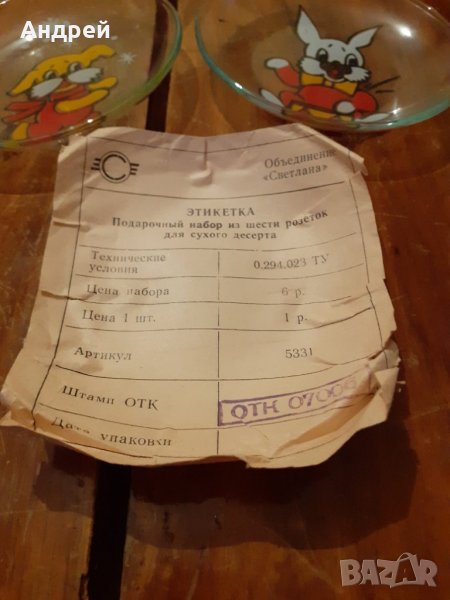 Андрей
Объединение
«Светлана»
ЭТИКЕТКА
Подарочный набор из шести розеток
для сухого десерта
Технические
условия
0.294.023 ТУ
Цена набора 6 р.
Цена 1 шт. 1 р.
Артикул 5331
Штамп ОТК ОТК 07006
Дата упаковки
BAZAR